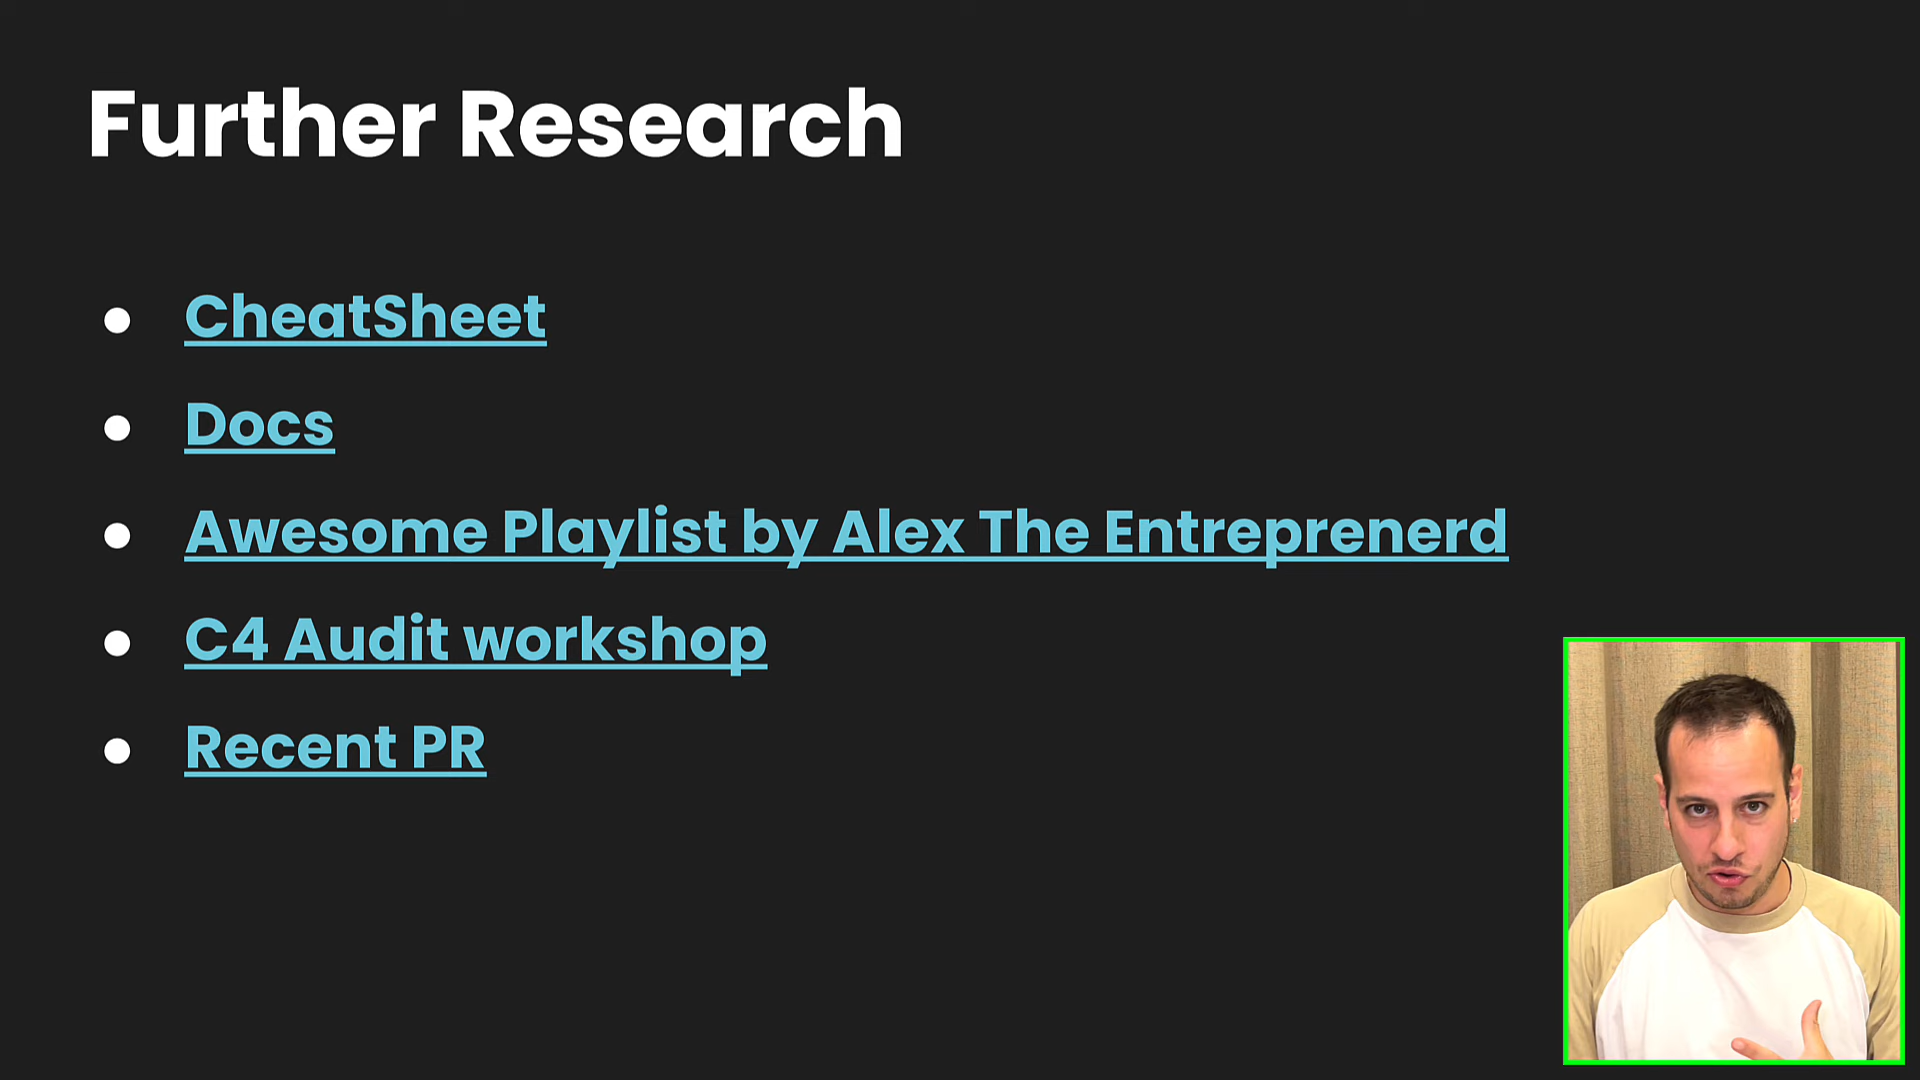 Further Research
CheatSheet
Docs
Awesome Playlist by Alex The Entreprenerd
C4 Audit workshop
Recent PR